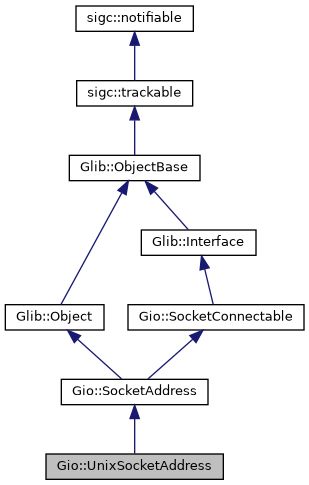 sigc::notifiable
sigc::trackable
Glib::ObjectBase
Glib::Interface
Glib::Object
Gio::SocketConnectable
Gio::SocketAddress
Gio::UnixSocketAddress